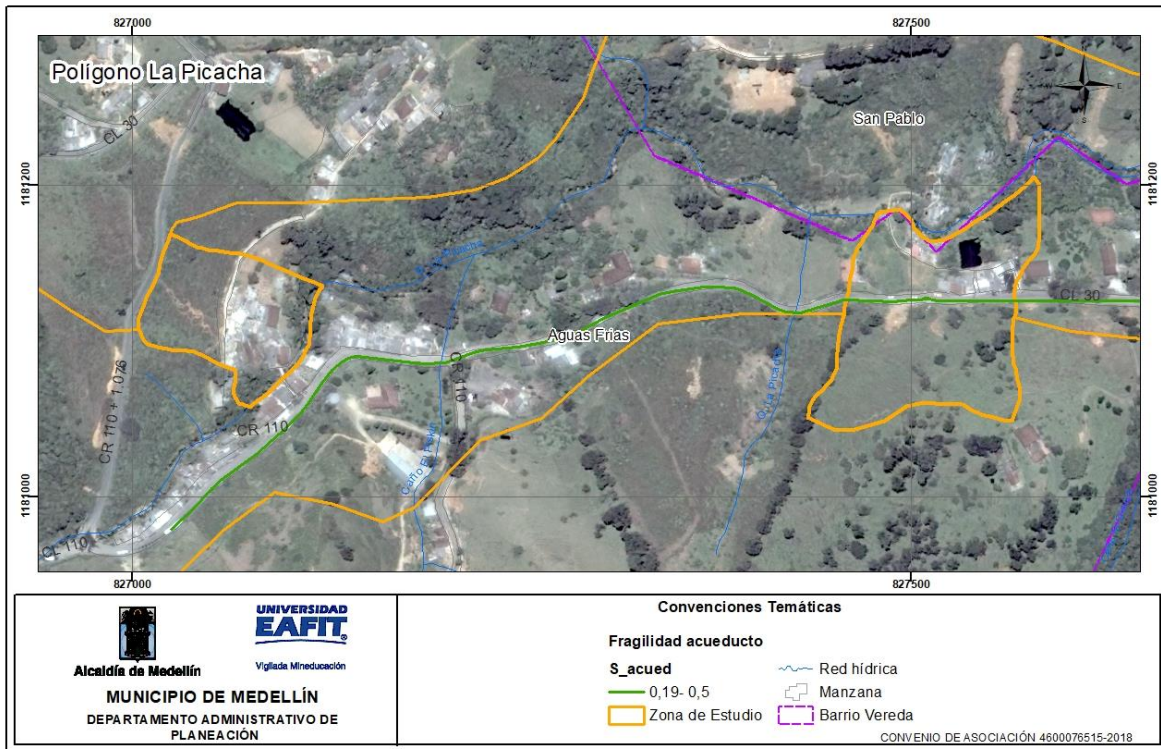 827000
827500
Polígono La Picacha
CL 30
San Pablo
1181200
1181200
Aguas Frías
CL 30
CR 110
CR 110 + 1.076
CR 110
Caño El
1181000
1181000
CL 110
827000
827500
Alcaldía de Medellín
UNIVERSIDAD
EAFIT®
Vigilada Mineducación
MUNICIPIO DE MEDELLÍN
DEPARTAMENTO ADMINISTRATIVO DE
PLANEACIÓN
Convenciones Temáticas
Fragilidad acueducto
S_acued
0,19- 0,5
Zona de Estudio
Red hídrica
Manzana
Barrio Vereda
CONVENIO DE ASOCIACIÓN 4600076515-2018